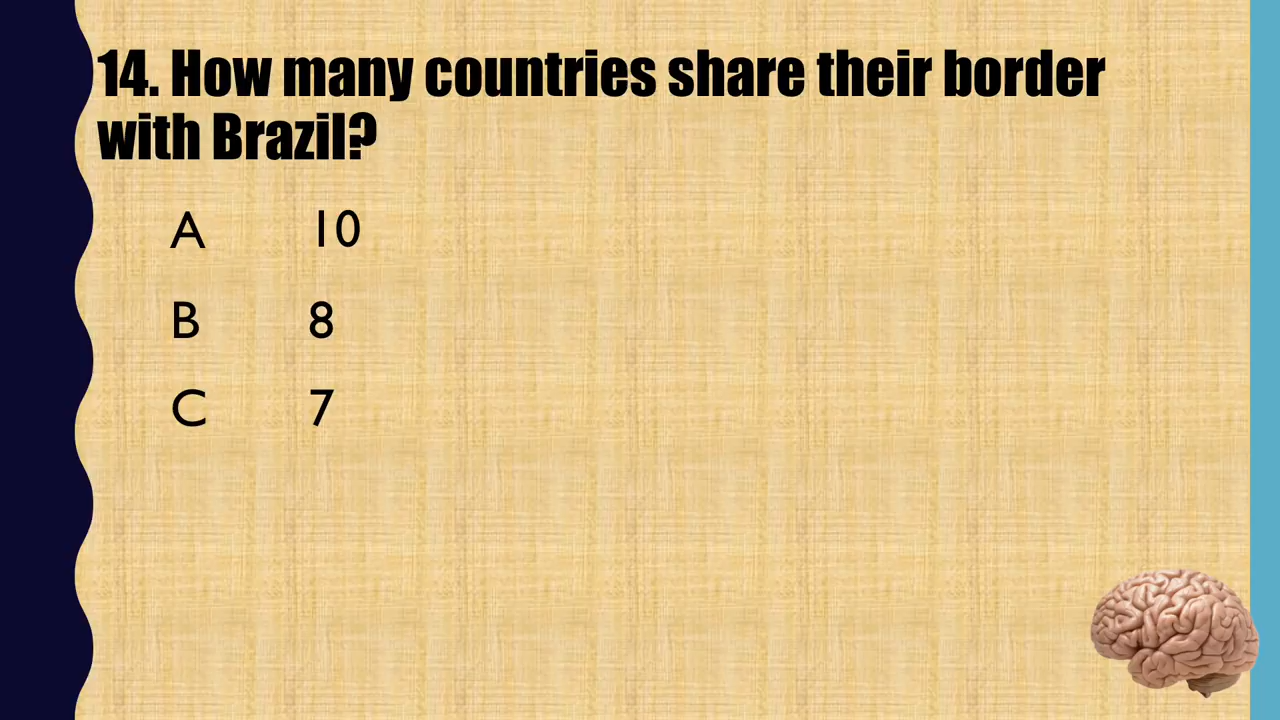 14. How many countries share their border
with Brazil?
A 10
B 8
C 7